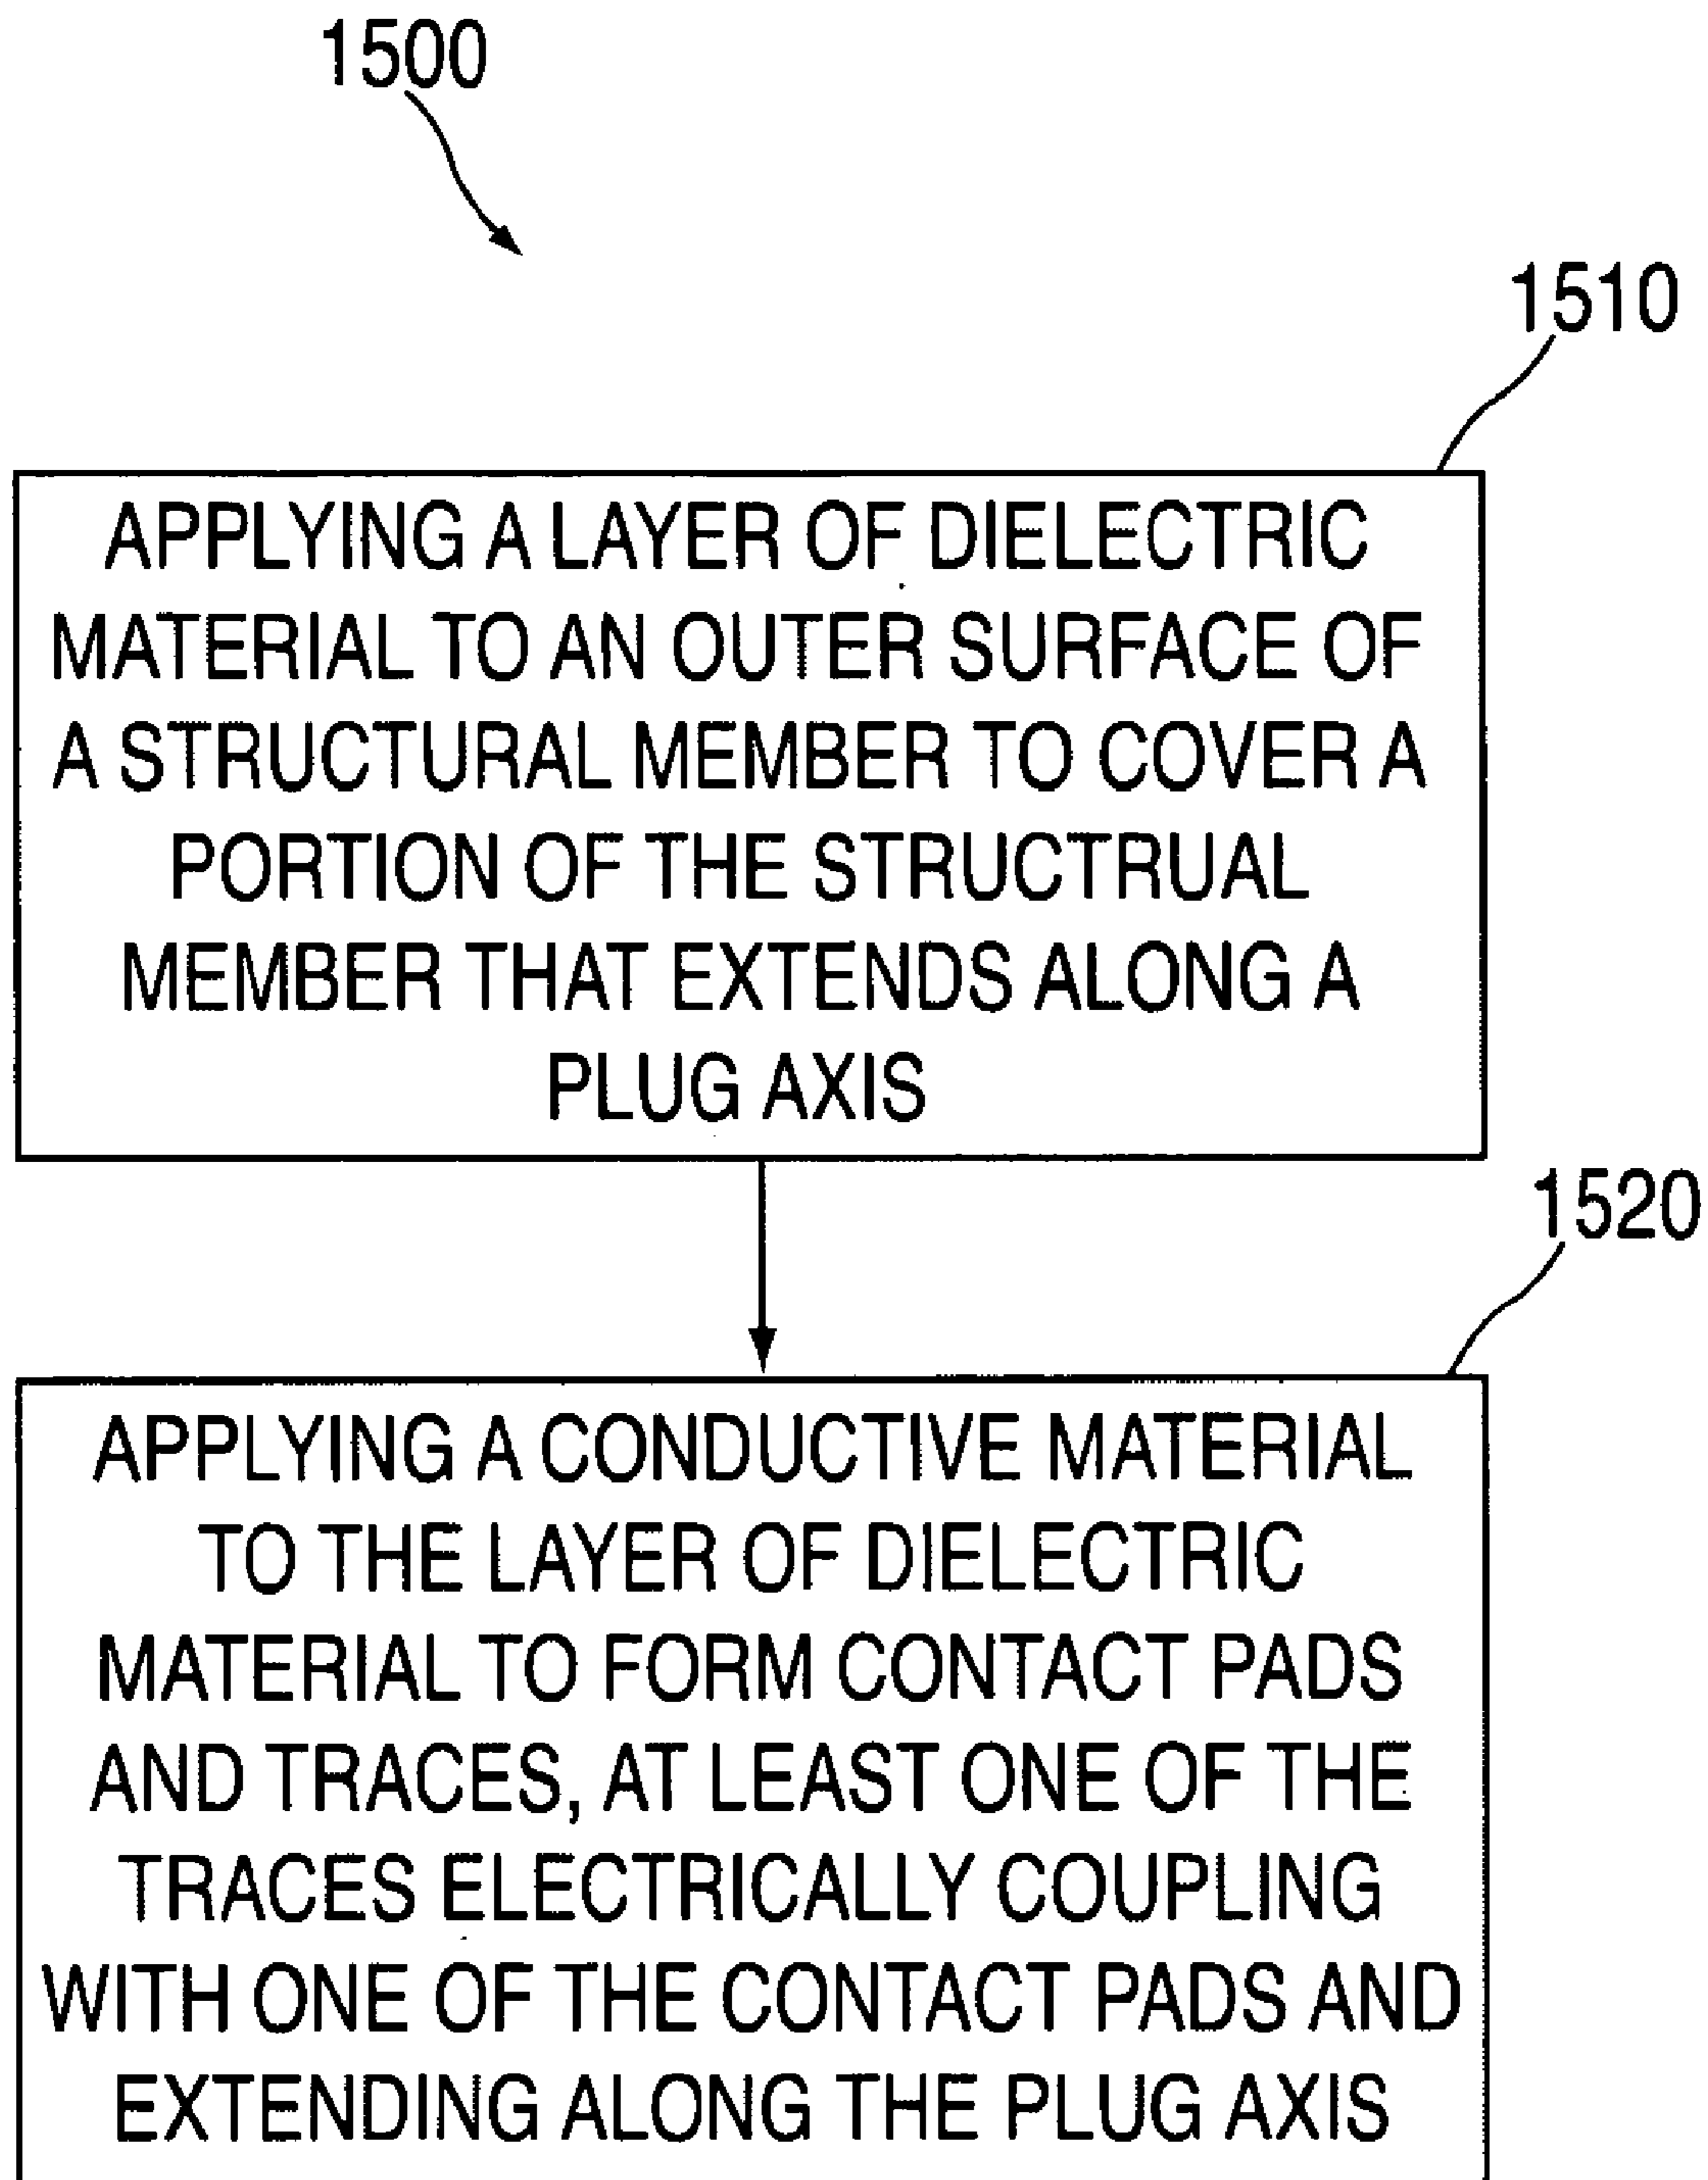 1500
1510
APPLYING A LAYER OF DIELECTRIC
MATERIAL TO AN OUTER SURFACE OF
A STRUCTURAL MEMBER TO COVER A
PORTION OF THE STRUCTRUAL
MEMBER THAT EXTENDS ALONG A
PLUG AXIS
1520
APPLYING A CONDUCTIVE MATERIAL
TO THE LAYER OF DIELECTRIC
MATERIAL TO FORM CONTACT PADS
AND TRACES, AT LEAST ONE OF THE
TRACES ELECTRICALLY COUPLING
WITH ONE OF THE CONTACT PADS AND
EXTENDING ALONG THE PLUG AXIS